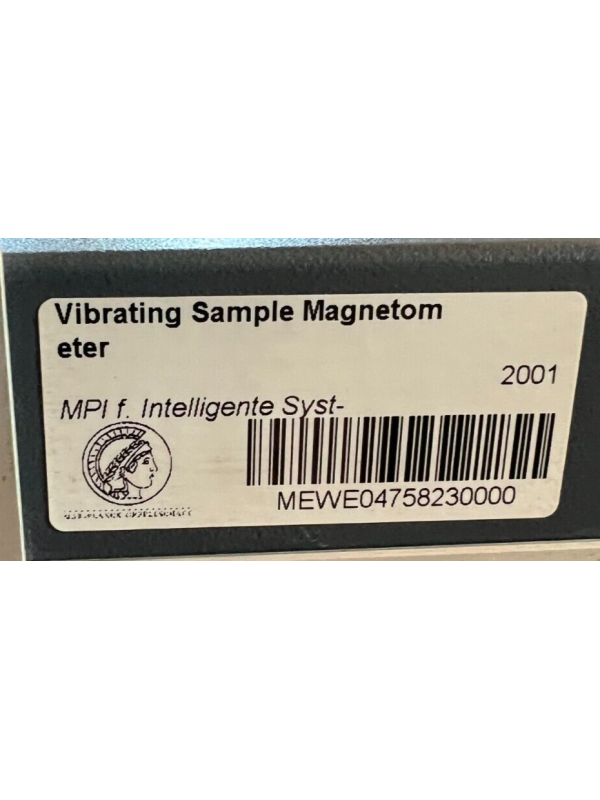 Vibrating Sample Magnetom
eter
2001
MPI f. Intelligente Syst-
MEWE04758230000